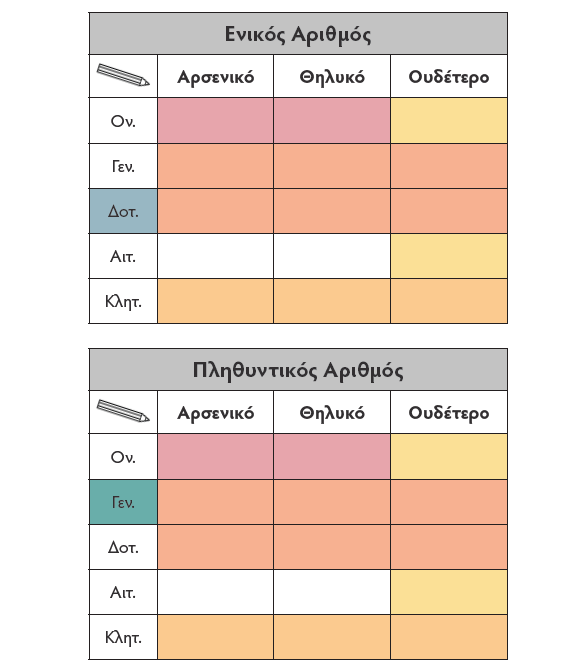 Ενικός Αριθμός
Αρσενικό Θηλυκό Ουδέτερο
Ον.
Γεν.
Δοτ.
Αιτ.
Κλητ.
Πληθυντικός Αριθμός
Αρσενικό Θηλυκό Ουδέτερο
Ον.
Γεν.
Δοτ.
Αιτ.
Κλητ.